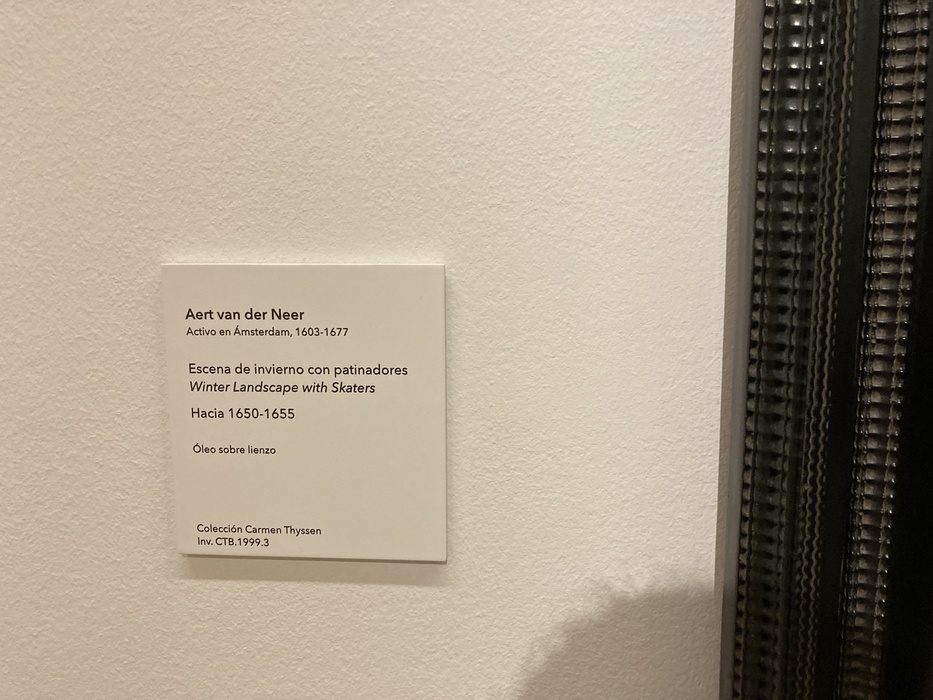 Aert van der Neer
Activo en Ámsterdam, 1603-1677
Escena de invierno con patinadores
Winter Landscape with Skaters
Hacia 1650-1655
Óleo sobre lienzo
Colección Carmen Thyssen
Inv. CTB.1999.3